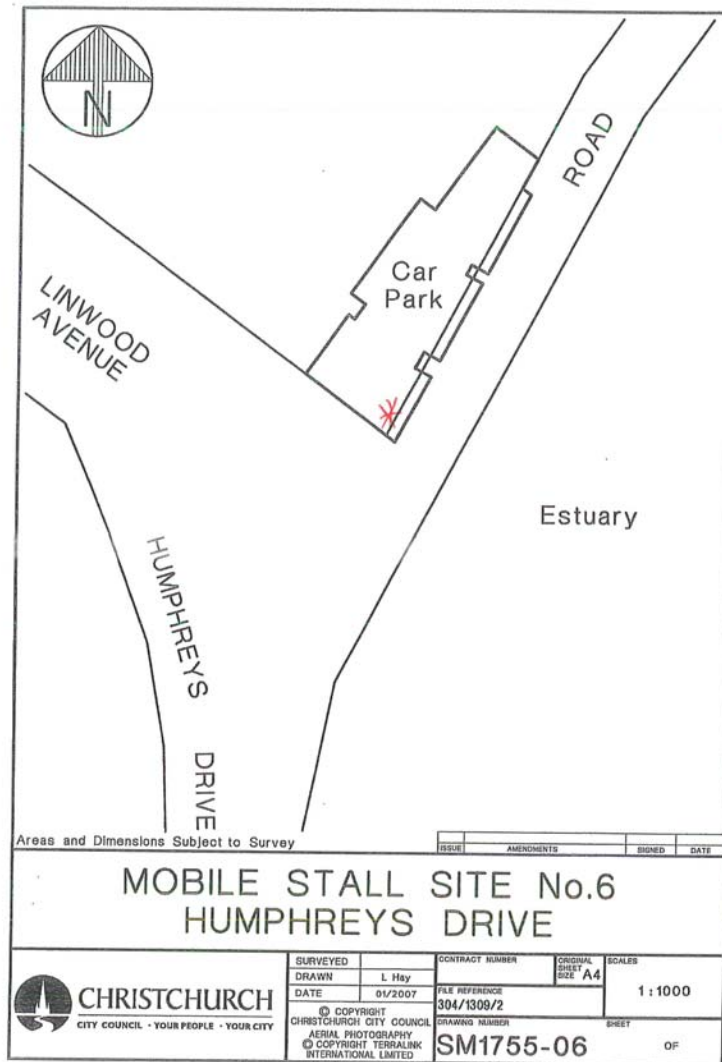 N
ROAD
Car
Park
LINWOOD
AVENUE
Estuary
HUMPHREYS
DRIVE
Areas and Dimensions Subject to Survey
ISSUE AMENDMENTS SIGNED DATE
MOBILE STALL SITE No.6
HUMPHREYS DRIVE
CHRISTCHURCH
CITY COUNCIL · YOUR PEOPLE · YOUR CITY
SURVEYED
DRAWN L Hay
DATE 01/2007
© COPYRIGHT
CHRISTCHURCH CITY COUNCIL
AERIAL PHOTOGRAPHY
© COPYRIGHT TERRALINK
INTERNATIONAL LIMITED
CONTRACT NUMBER
ORIGINAL
SHEET
SIZE A4
SCALES
1:1000
FILE REFERENCE
304/1309/2
DRAWING NUMBER
SM1755-06
SHEET
OF